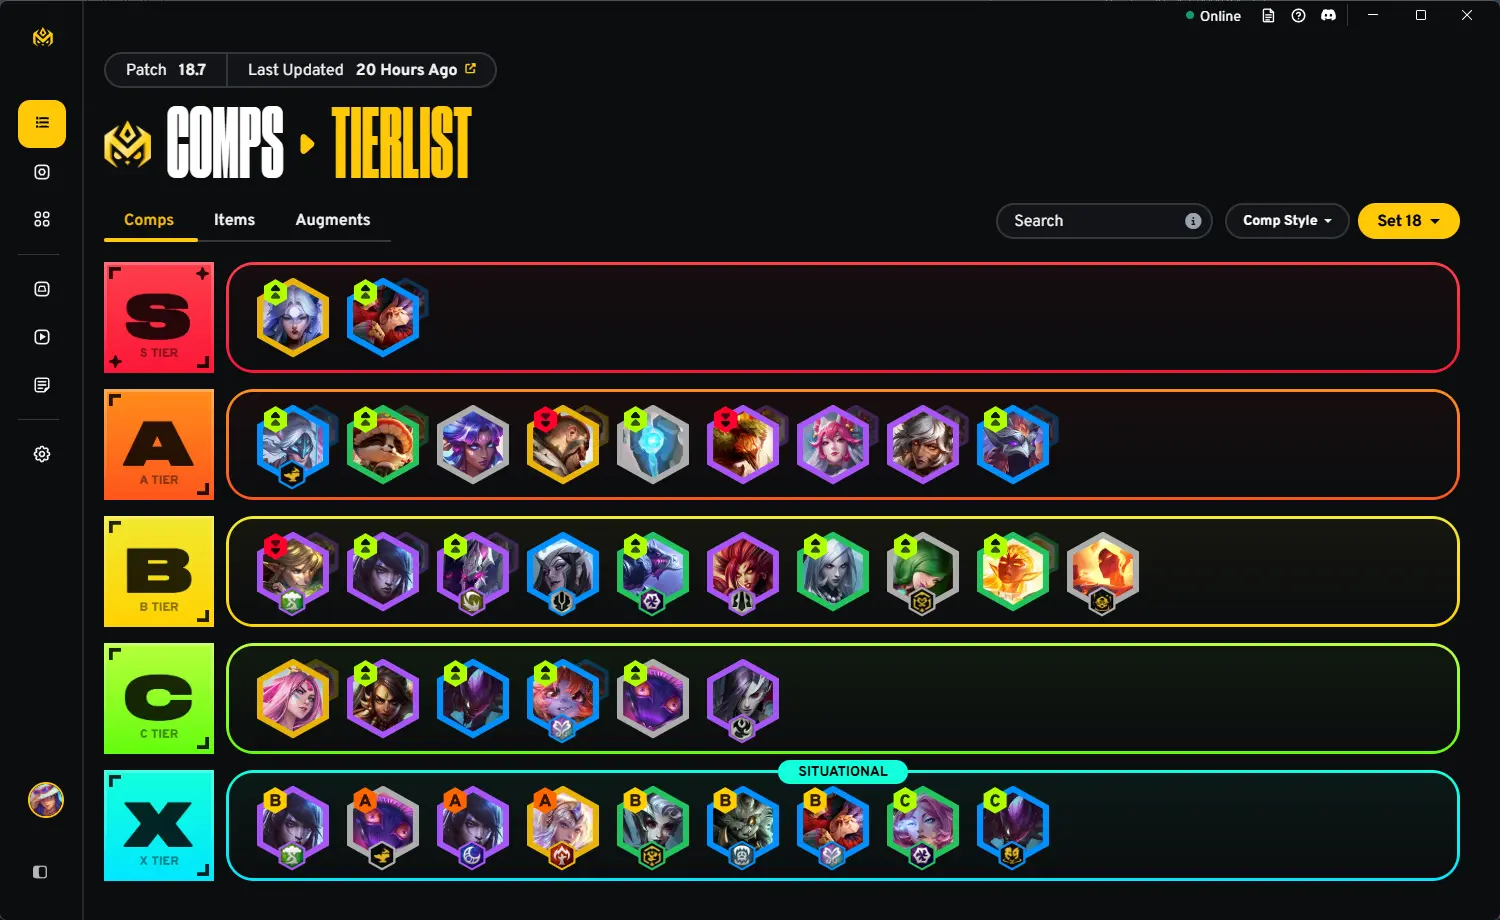 Online
Patch 18.7
Last Updated 20 Hours Ago
COMPS TIERLIST
Comps Items Augments
Search
Comp Style
Set 18
S
S TIER
A
A TIER
B
B TIER
C
C TIER
SITUATIONAL
X
X TIER
B A A A B B B C C